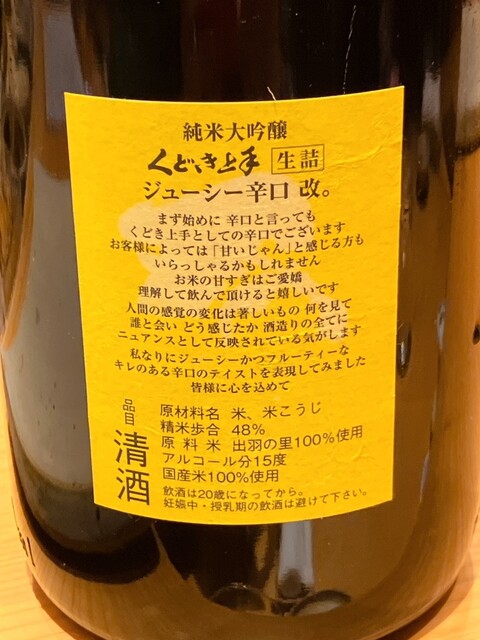 純米大吟醸
くどき上手 生詰
ジューシー辛口 改。
まず始めに 辛口と言っても
くどき上手としての辛口でございます
お客様によっては「甘いじゃん」と感じる方も
いらっしゃるかもしれません
お米の甘すぎはご愛嬌
理解して飲んで頂けると嬉しいです
人間の感覚の変化は著しいもの 何を見て
誰と会い どう感じたか 酒造りの全てに
ニュアンスとして反映されている気がします
私なりにジューシーかつフルーティーな
キレのある辛口のテイストを表現してみました
皆様に心を込めて
品目 清酒
原材料名 米、米こうじ
精米歩合 48%
原料米 出羽の里100%使用
アルコール分15度
国産米100%使用
飲酒は20歳になってから。
妊娠中・授乳期の飲酒は避けて下さい。